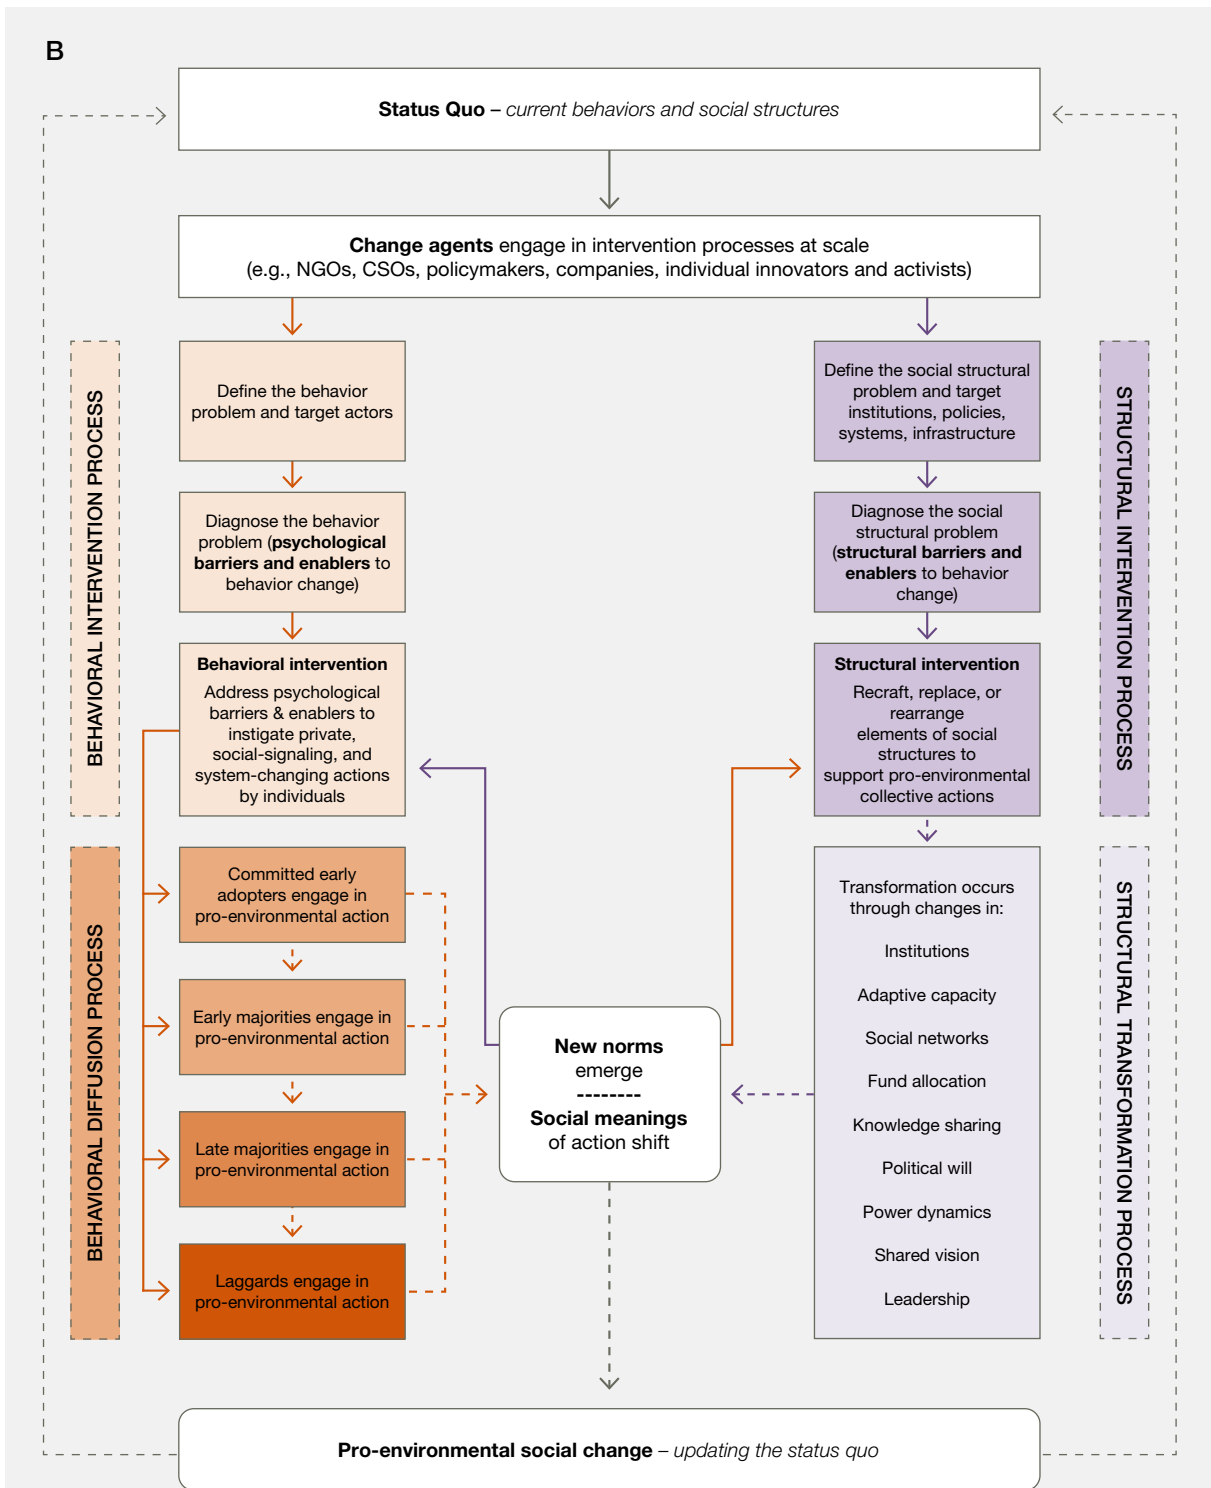 B
Status Quo – current behaviors and social structures
Change agents engage in intervention processes at scale
(e.g., NGOs, CSOs, policymakers, companies, individual innovators and activists)
BEHAVIORAL INTERVENTION PROCESS
Define the behavior
problem and target actors
Diagnose the behavior
problem (psychological
barriers and enablers to
behavior change)
Behavioral intervention
Address psychological
barriers & enablers to
instigate private,
social-signaling, and
system-changing actions
by individuals
BEHAVIORAL DIFFUSION PROCESS
Committed early
adopters engage in
pro-environmental action
Early majorities engage in
pro-environmental action
Late majorities engage in
pro-environmental action
Laggards engage in
pro-environmental action
New norms
emerge
--------
Social meanings
of action shift
Define the social structural
problem and target
institutions, policies,
systems, infrastructure
Diagnose the social
structural problem
(structural barriers and
enablers to behavior
change)
Structural intervention
Recraft, replace, or
rearrange
elements of social
structures to
support pro-environmental
collective actions
STRUCTURAL INTERVENTION PROCESS
Transformation occurs
through changes in:
Institutions
Adaptive capacity
Social networks
Fund allocation
Knowledge sharing
Political will
Power dynamics
Shared vision
Leadership
STRUCTURAL TRANSFORMATION PROCESS
Pro-environmental social change – updating the status quo